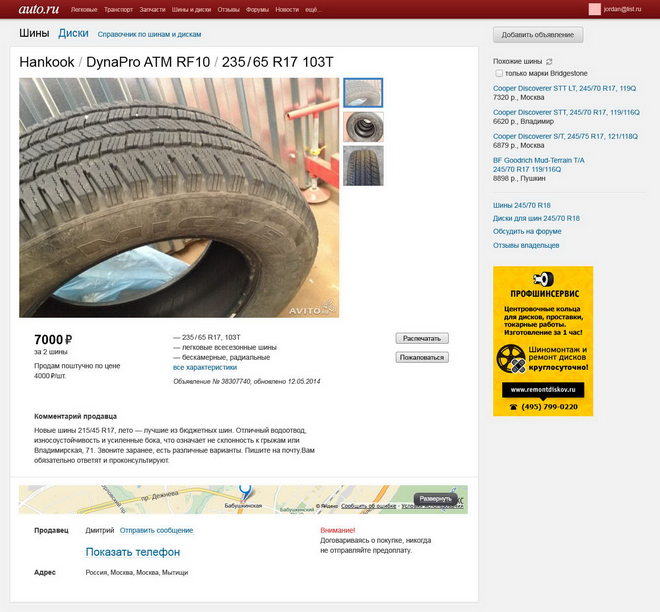 auto.ru Легковые Транспорт Запчасти Шины и диски Отзывы Форумы Новости ещё... jordan@list.ru
Шины Диски Справочник по шинам и дискам
Добавить объявление
Hankook / DynaPro ATM RF10 / 235/65 R17 103T
AVITO
7000 ₽
за 2 шины
Продам поштучно по цене
4000 ₽/шт.
— 235/65 R17, 103T
— легковые всесезонные шины
— бескамерные, радиальные
все характеристики
Объявление № 38307740, обновлено 12.05.2014
Распечатать
Пожаловаться
Комментарий продавца
Новые шины 215/45 R17, лето — лучшие из бюджетных шин. Отличный водоотвод,
износоустойчивость и усиленные бока, что означает не склонность к грыжам или
Владимирская, 71. Звоните заранее, есть различные варианты. Пишите на почту.Вам
обязательно ответят и проконсультируют.
пр. Дежнева
Бабушкинская
Бабушкинская
Развернуть
© Яндекс Сообщить об ошибке Условия использования
Продавец Дмитрий Отправить сообщение
Показать телефон
Адрес Россия, Москва, Москва, Мытищи
Внимание!
Договариваясь о покупке, никогда
не отправляйте предоплату.
Похожие шины
только марки Bridgestone
Cooper Discoverer STT LT, 245/70 R17, 119Q
7320 р., Москва
Cooper Discoverer STT, 245/70 R17, 119/116Q
6620 р., Владимир
Cooper Discoverer S/T, 245/75 R17, 121/118Q
6879 р., Москва
BF Goodrich Mud-Terrain T/A
245/70 R17 119/116Q
8898 р., Пушкин
Шины 245/70 R18
Диски для шин 245/70 R18
Обсудить на форуме
Отзывы владельцев
ПРОФШИНСЕРВИС
Центровочные кольца
для дисков, проставки,
токарные работы.
Изготовление за 1 час!
Шиномонтаж и
ремонт дисков
круглосуточно!
www.remontdiskov.ru
(495) 799-0220